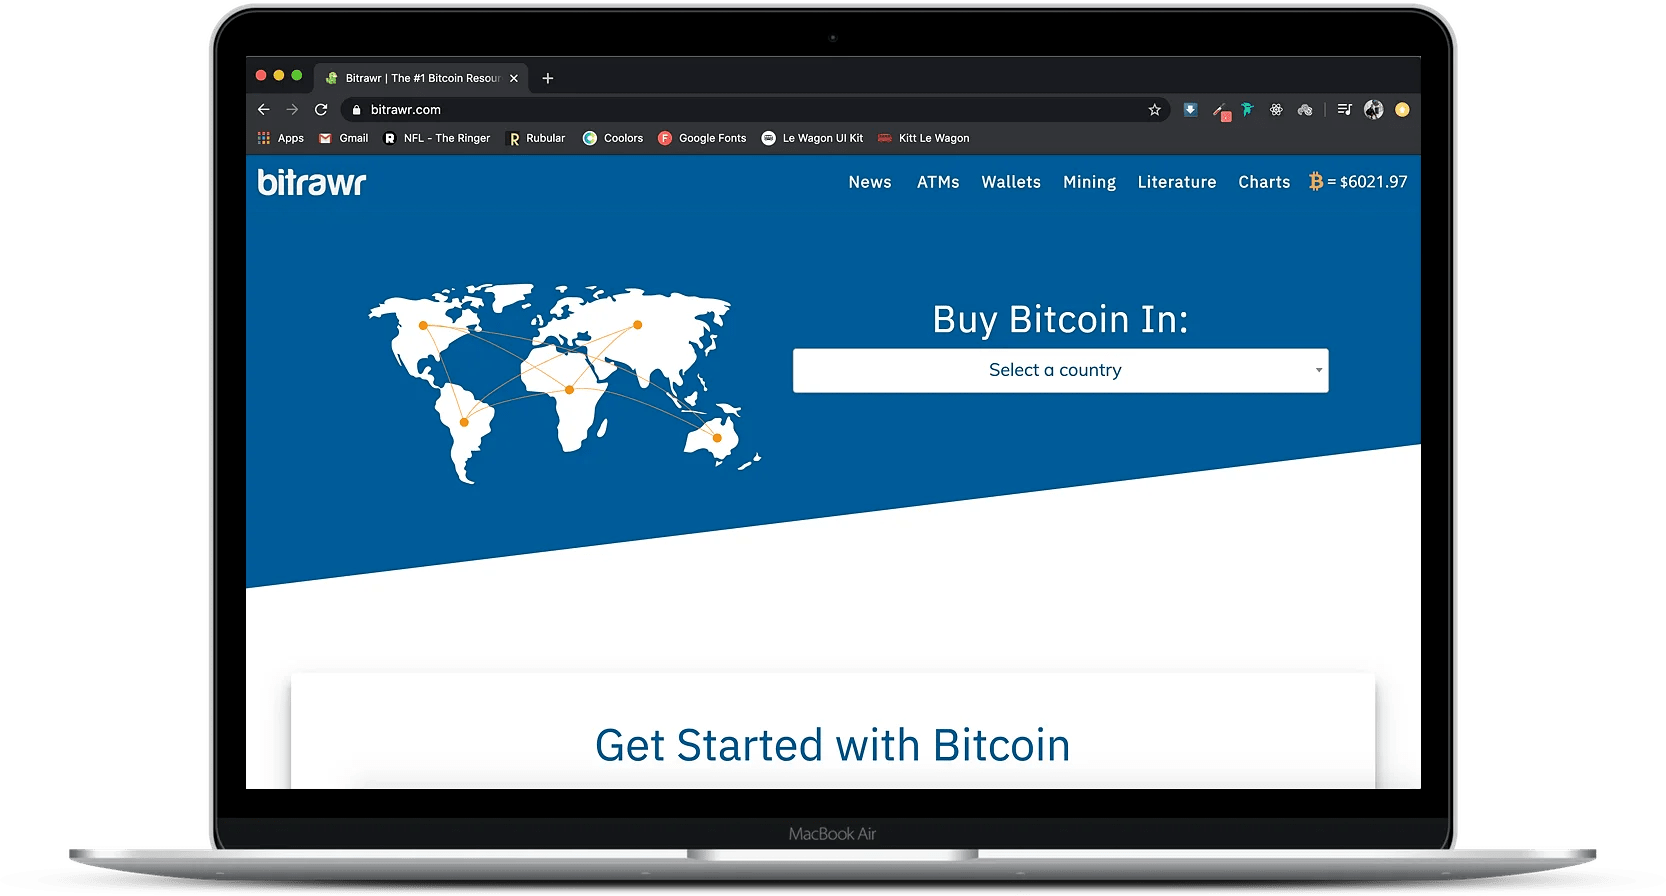 Bitrawr | The #1 Bitcoin Resour
bitrawr.com
Apps Gmail NFL - The Ringer Rubular Coolors Google Fonts Le Wagon UI Kit Kitt Le Wagon
bitrawr News ATMs Wallets Mining Literature Charts ₿ = $6021.97
Buy Bitcoin In:
Select a country
Get Started with Bitcoin
MacBook Air